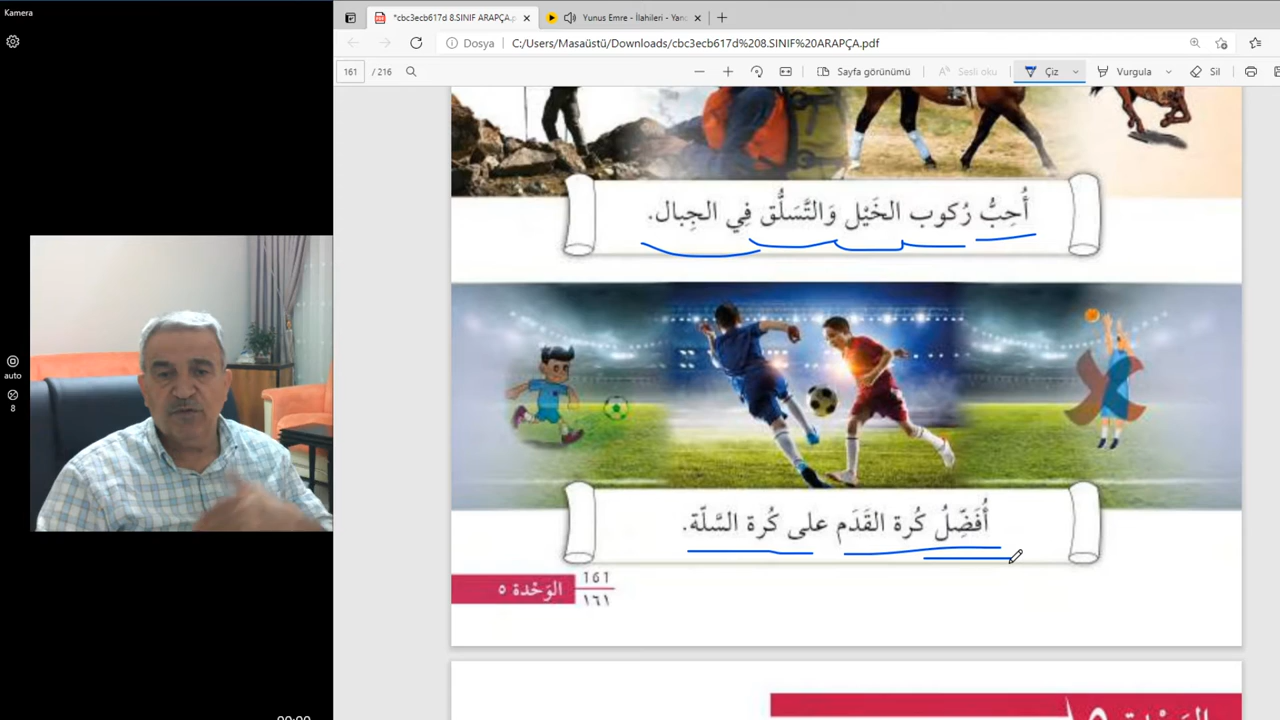 Kamera
*cbc3ecb617d 8.SINIF ARAPÇA.p
Yunus Emre - İlahileri - Yan
Dosya
C:/Users/Masaüstü/Downloads/cbc3ecb617d%208.SINIF%20ARAPÇA.pdf
161 / 216
Sayfa görünümü
Sesli oku
Çiz
Vurgula
Sil
أُحِبُّ رُكوب الخَيْل وَالتَّسَلُّق فِي الجِبال.
auto
8
أُفَضِّلُ كُرة القَدَم على كُرة السَّلّة.
161
١٦١
الوَحْدة ٥